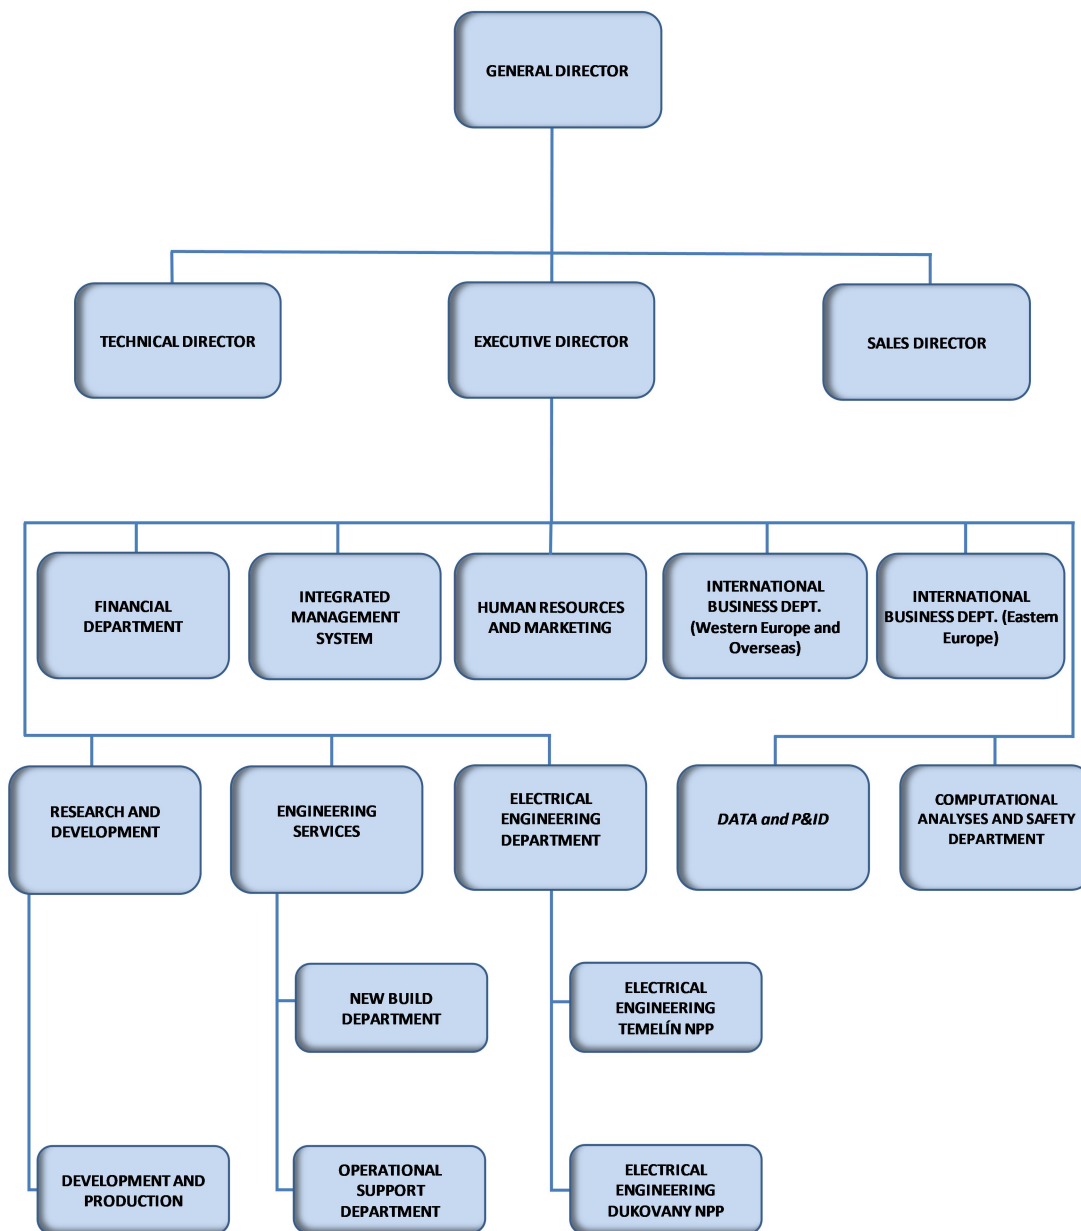 GENERAL DIRECTOR
TECHNICAL DIRECTOR
EXECUTIVE DIRECTOR
SALES DIRECTOR
FINANCIAL
DEPARTMENT
INTEGRATED
MANAGEMENT
SYSTEM
HUMAN RESOURCES
AND MARKETING
INTERNATIONAL
BUSINESS DEPT.
(Western Europe and
Overseas)
INTERNATIONAL
BUSINESS DEPT. (Eastern
Europe)
RESEARCH AND
DEVELOPMENT
ENGINEERING
SERVICES
ELECTRICAL
ENGINEERING
DEPARTMENT
DATA and P&ID
COMPUTATIONAL
ANALYSES AND SAFETY
DEPARTMENT
NEW BUILD
DEPARTMENT
ELECTRICAL
ENGINEERING
TEMELÍN NPP
DEVELOPMENT AND
PRODUCTION
OPERATIONAL
SUPPORT
DEPARTMENT
ELECTRICAL
ENGINEERING
DUKOVANY NPP